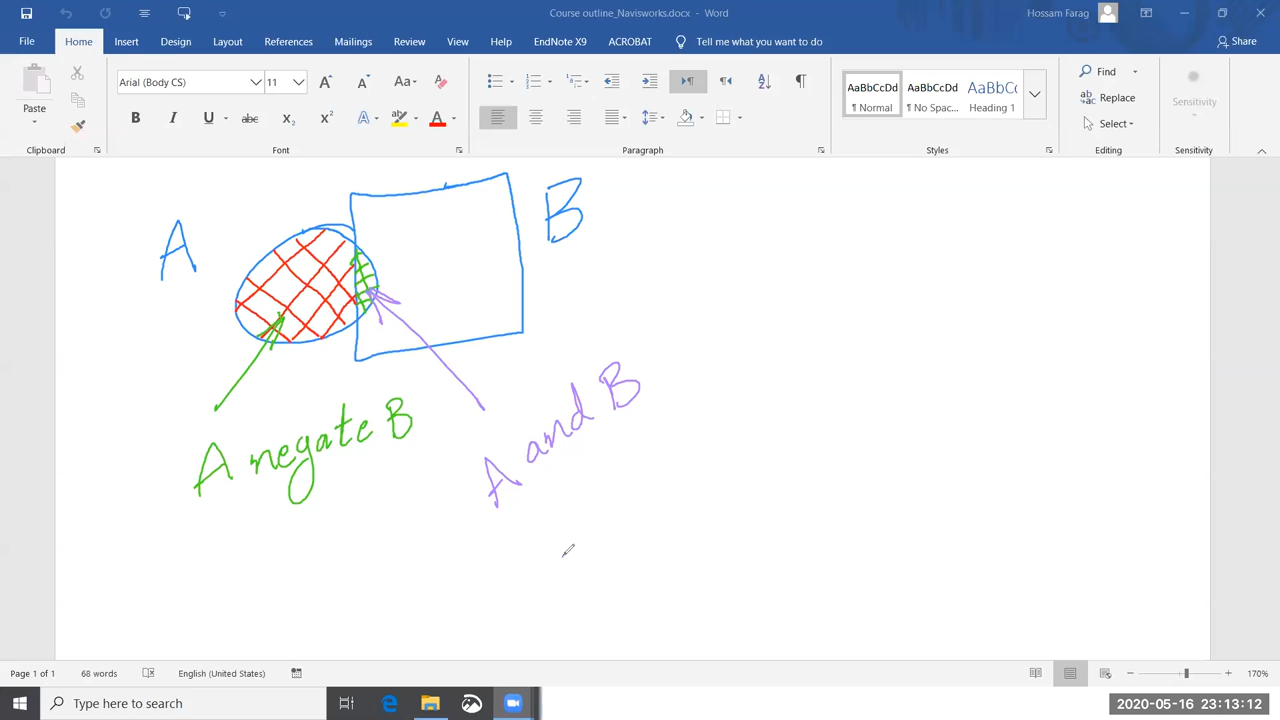 Course outline_Navisworks.docx - Word
Hossam Farag
File Home Insert Design Layout References Mailings Review View Help EndNote X9 ACROBAT Tell me what you want to do Share
Paste
Clipboard
Arial (Body CS) 11
Font
Paragraph
AaBbCcDd AaBbCcDd AaBbCc
¶ Normal ¶ No Spac... Heading 1
Styles
Find
Replace
Select
Editing
Sensitivity
Sensitivity
A
B
A negate B
A and B
Page 1 of 1 68 words English (United States) 170%
Type here to search
2020-05-16 23:13:12